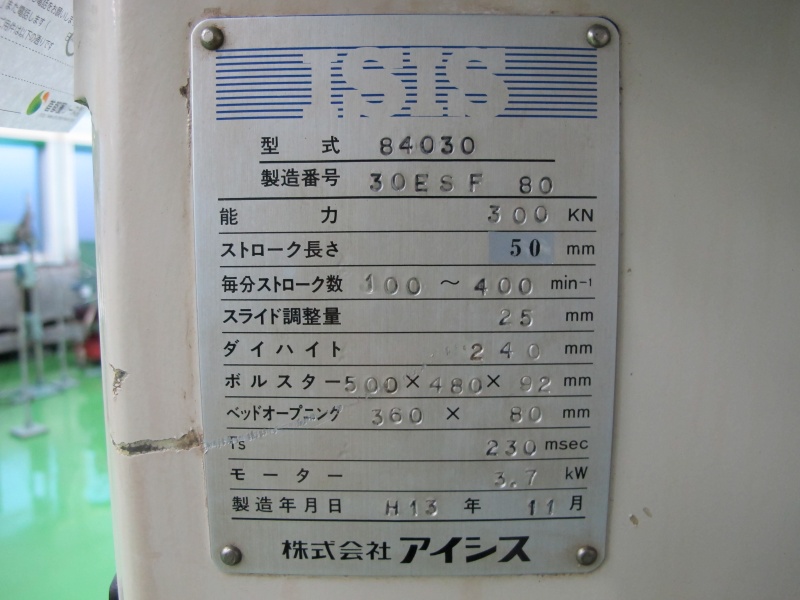 ISIS
型式 84030
製造番号 30ESF 80
能力 300 KN
ストローク長さ 50 mm
毎分ストローク数 100 〜 400 min-1
スライド調整量 25 mm
ダイハイト 240 mm
ボルスター 500 × 480 × 92 mm
ベッドオープニング 360 × 80 mm
Ts 230 msec
モーター 3.7 kW
製造年月日 H13 年 11 月
株式会社 アイシス